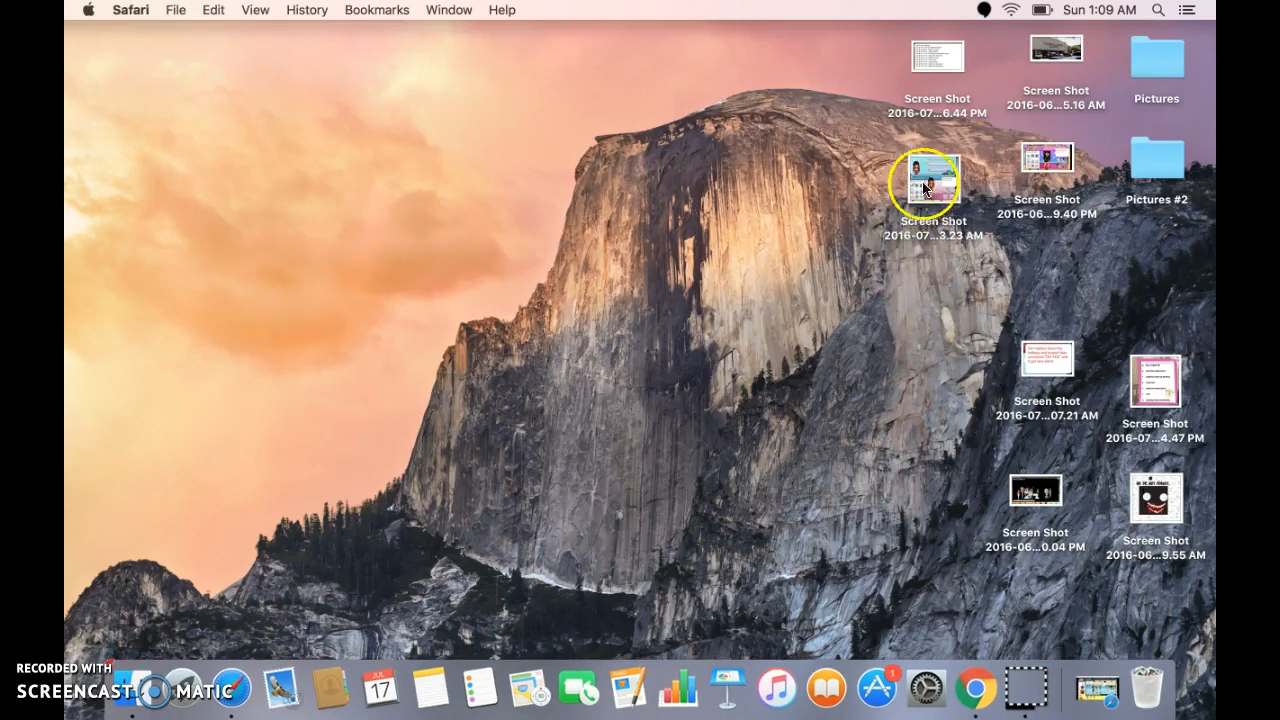 Safari File Edit View History Bookmarks Window Help Sun 1:09 AM
Screen Shot
2016-07...6.44 PM
Screen Shot
2016-06...5.16 AM
Pictures
Screen Shot
2016-07...3.23 AM
Screen Shot
2016-06...9.40 PM
Pictures #2
Screen Shot
2016-07...07.21 AM
Screen Shot
2016-07...4.47 PM
Screen Shot
2016-06...0.04 PM
Screen Shot
2016-06...9.55 AM
JUL
17
1
RECORDED WITH
SCREENCAST MATIC